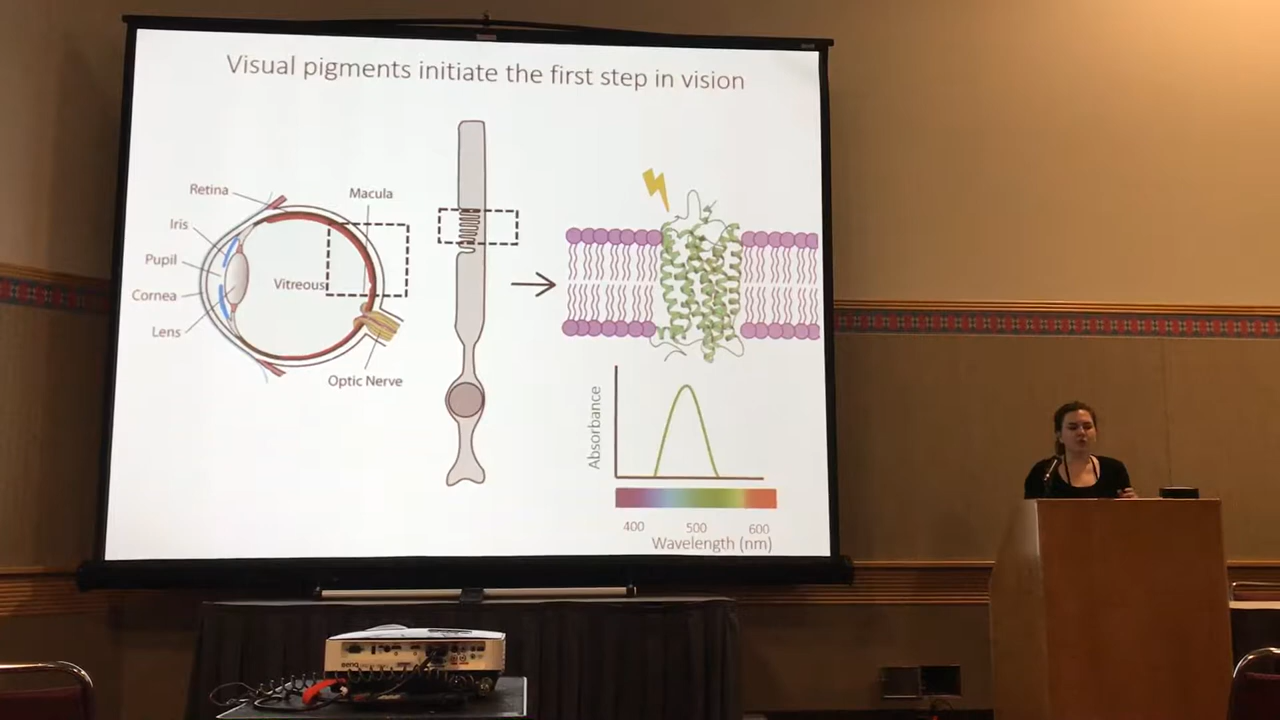 Visual pigments initiate the first step in vision
Retina
Macula
Iris
Pupil
Vitreous
Cornea
Lens
Optic Nerve
Absorbance
400 500 600
Wavelength (nm)
BenQ